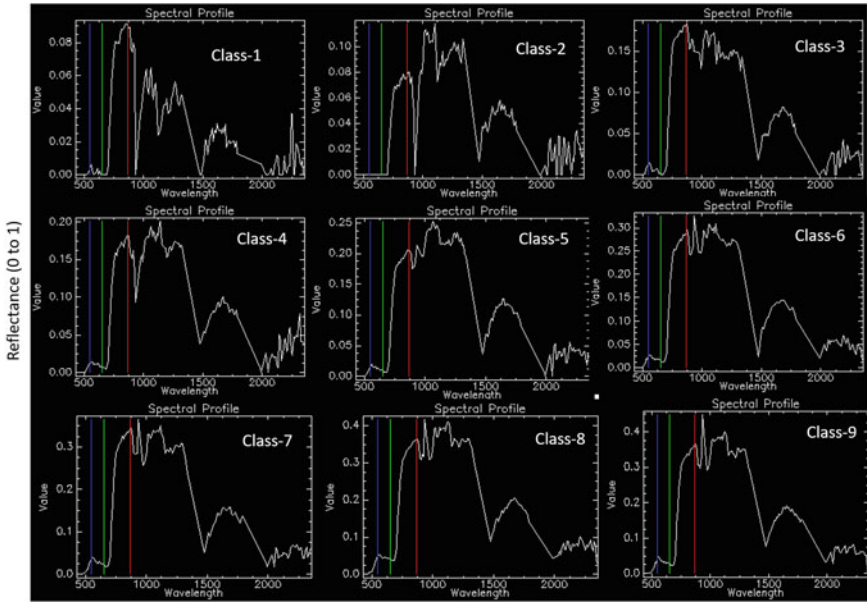 Reflectance (0 to 1)
Spectral Profile
Class-1
Value
0.08
0.06
0.04
0.02
0.00
500 1000 1500 2000
Wavelength
Spectral Profile
Class-2
Value
0.10
0.08
0.06
0.04
0.02
0.00
500 1000 1500 2000
Wavelength
Spectral Profile
Class-3
Value
0.15
0.10
0.05
0.00
500 1000 1500 2000
Wavelength
Spectral Profile
Class-4
Value
0.20
0.15
0.10
0.05
0.00
500 1000 1500 2000
Wavelength
Spectral Profile
Class-5
Value
0.25
0.20
0.15
0.10
0.05
0.00
500 1000 1500 2000
Wavelength
Spectral Profile
Class-6
Value
0.30
0.25
0.20
0.15
0.10
0.05
0.00
500 1000 1500 2000
Wavelength
Spectral Profile
Class-7
Value
0.3
0.2
0.1
0.0
500 1000 1500 2000
Wavelength
Spectral Profile
Class-8
Value
0.4
0.3
0.2
0.1
0.0
500 1000 1500 2000
Wavelength
Spectral Profile
Class-9
Value
0.4
0.3
0.2
0.1
0.0
500 1000 1500 2000
Wavelength